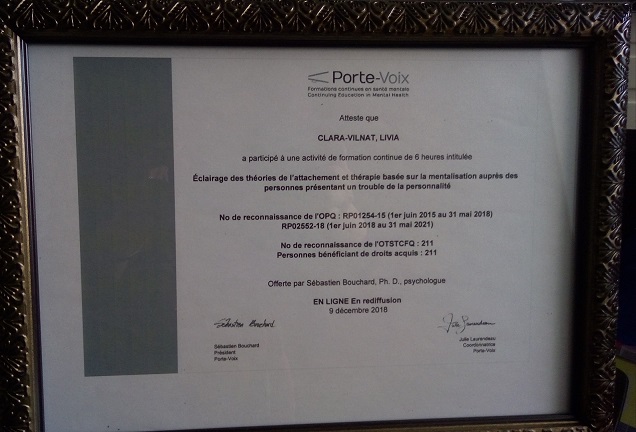 Porte-Voix
Formations continues en santé mentale
Continuing Education in Mental Health
Atteste que
CLARA-VILNAT, LIVIA
a participé à une activité de formation continue de 6 heures intitulée
Éclairage des théories de l'attachement et thérapie basée sur la mentalisation auprès des
personnes présentant un trouble de la personnalité
No de reconnaissance de l'OPQ : RP01254-15 (1er juin 2015 au 31 mai 2018)
RP02552-18 (1er juin 2018 au 31 mai 2021)
No de reconnaissance de l'OTSTCFQ : 211
Personnes bénéficiant de droits acquis : 211
Offerte par Sébastien Bouchard, Ph. D., psychologue
EN LIGNE En rediffusion
9 décembre 2018
Sébastien Bouchard
Sébastien Bouchard
Président
Porte-Voix
Julie Laurendeau
Julie Laurendeau
Coordonnatrice
Porte-Voix